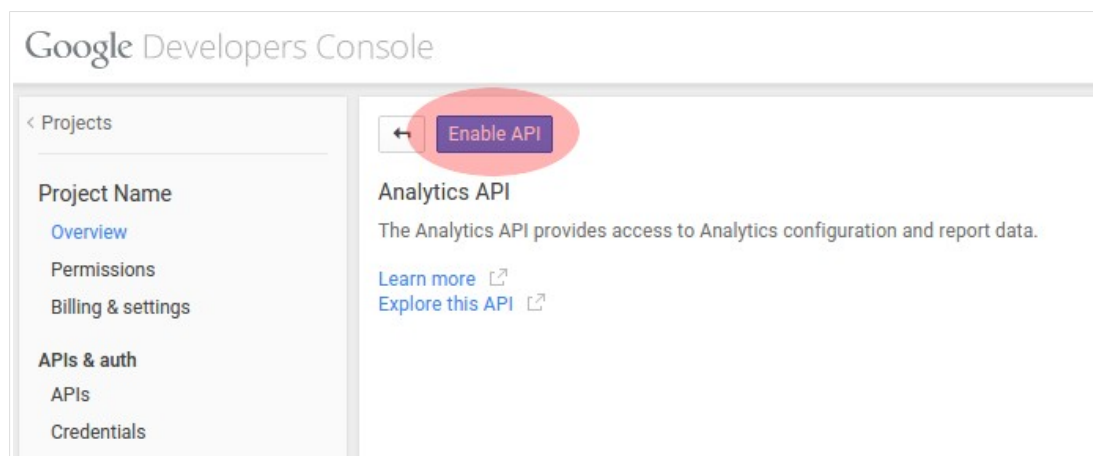 Google Developers Console
Projects
Project Name
Overview
Permissions
Billing & settings
APIs & auth
APIs
Credentials
Enable API
Analytics API
The Analytics API provides access to Analytics configuration and report data.
Learn more
Explore this API